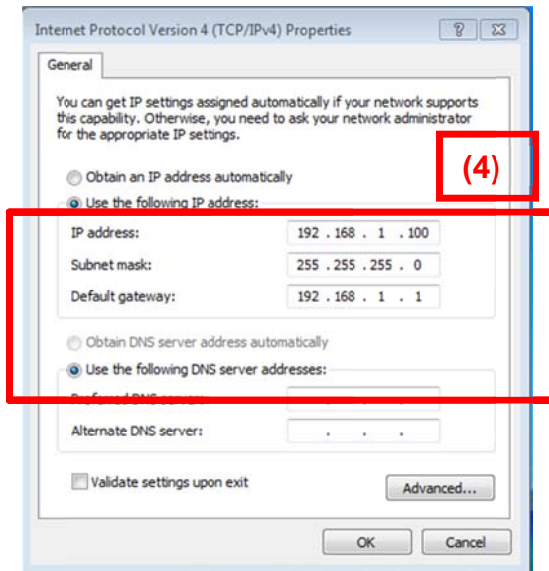 Internet Protocol Version 4 (TCP/IPv4) Properties
General
You can get IP settings assigned automatically if your network supports
this capability. Otherwise, you need to ask your network administrator
for the appropriate IP settings.
(4)
Obtain an IP address automatically
Use the following IP address:
IP address: 192 . 168 . 1 . 100
Subnet mask: 255 . 255 . 255 . 0
Default gateway: 192 . 168 . 1 . 1
Obtain DNS server address automatically
Use the following DNS server addresses:
Preferred DNS server: . . .
Alternate DNS server: . . .
Validate settings upon exit
Advanced...
OK Cancel